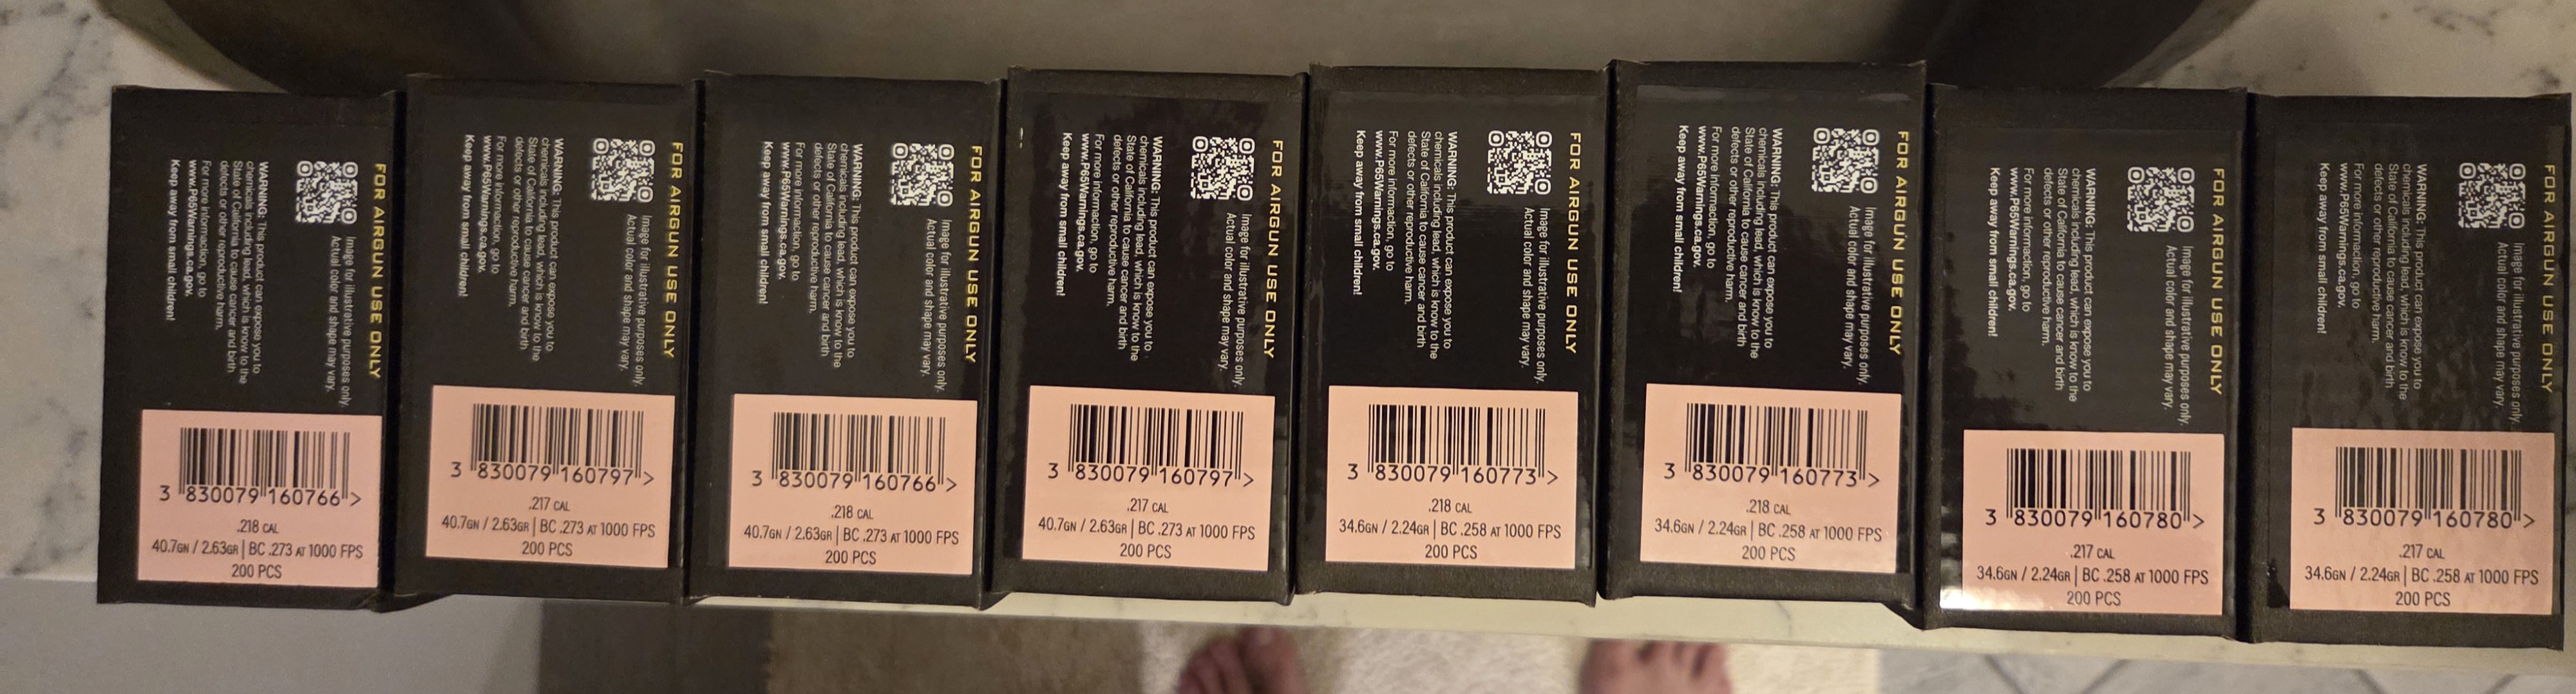 FOR AIRGUN USE ONLY
Image for illustrative purposes only.
Actual color and shape may vary.
WARNING: This product can expose you to
chemicals including lead, which is know to the
State of California to cause cancer and birth
defects or other reproductive harm.
For more information, go to
www.P65Warnings.ca.gov.
Keep away from small children!
3 830079 160766 >
.218 CAL
40.7GN / 2.63GR | BC .273 AT 1000 FPS
200 PCS
FOR AIRGUN USE ONLY
Image for illustrative purposes only.
Actual color and shape may vary.
WARNING: This product can expose you to
chemicals including lead, which is know to the
State of California to cause cancer and birth
defects or other reproductive harm.
For more information, go to
www.P65Warnings.ca.gov.
Keep away from small children!
3 830079 160797 >
.217 CAL
40.7GN / 2.63GR | BC .273 AT 1000 FPS
200 PCS
FOR AIRGUN USE ONLY
Image for illustrative purposes only.
Actual color and shape may vary.
WARNING: This product can expose you to
chemicals including lead, which is know to the
State of California to cause cancer and birth
defects or other reproductive harm.
For more information, go to
www.P65Warnings.ca.gov.
Keep away from small children!
3 830079 160766 >
.218 CAL
40.7GN / 2.63GR | BC .273 AT 1000 FPS
200 PCS
FOR AIRGUN USE ONLY
Image for illustrative purposes only.
Actual color and shape may vary.
WARNING: This product can expose you to
chemicals including lead, which is know to the
State of California to cause cancer and birth
defects or other reproductive harm.
For more information, go to
www.P65Warnings.ca.gov.
Keep away from small children!
3 830079 160797 >
.217 CAL
40.7GN / 2.63GR | BC .273 AT 1000 FPS
200 PCS
FOR AIRGUN USE ONLY
Image for illustrative purposes only.
Actual color and shape may vary.
WARNING: This product can expose you to
chemicals including lead, which is know to the
State of California to cause cancer and birth
defects or other reproductive harm.
For more information, go to
www.P65Warnings.ca.gov.
Keep away from small children!
3 830079 160773 >
.218 CAL
34.6GN / 2.24GR | BC .258 AT 1000 FPS
200 PCS
FOR AIRGUN USE ONLY
Image for illustrative purposes only.
Actual color and shape may vary.
WARNING: This product can expose you to
chemicals including lead, which is know to the
State of California to cause cancer and birth
defects or other reproductive harm.
For more information, go to
www.P65Warnings.ca.gov.
Keep away from small children!
3 830079 160773 >
.218 CAL
34.6GN / 2.24GR | BC .258 AT 1000 FPS
200 PCS
FOR AIRGUN USE ONLY
Image for illustrative purposes only.
Actual color and shape may vary.
WARNING: This product can expose you to
chemicals including lead, which is know to the
State of California to cause cancer and birth
defects or other reproductive harm.
For more information, go to
www.P65Warnings.ca.gov.
Keep away from small children!
3 830079 160780 >
.217 CAL
34.6GN / 2.24GR | BC .258 AT 1000 FPS
200 PCS
FOR AIRGUN USE ONLY
Image for illustrative purposes only.
Actual color and shape may vary.
WARNING: This product can expose you to
chemicals including lead, which is know to the
State of California to cause cancer and birth
defects or other reproductive harm.
For more information, go to
www.P65Warnings.ca.gov.
Keep away from small children!
3 830079 160780 >
.217 CAL
34.6GN / 2.24GR | BC .258 AT 1000 FPS
200 PCS